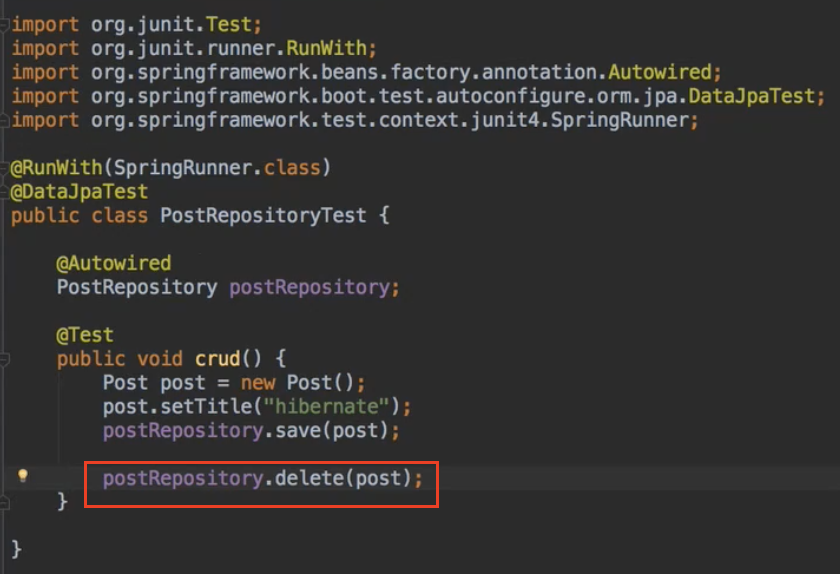 import org.junit.Test;
import org.junit.runner.RunWith;
import org.springframework.beans.factory.annotation.Autowired;
import org.springframework.boot.test.autoconfigure.orm.jpa.DataJpaTest;
import org.springframework.test.context.junit4.SpringRunner;
@RunWith(SpringRunner.class)
@DataJpaTest
public class PostRepositoryTest {
@Autowired
PostRepository postRepository;
@Test
public void crud() {
Post post = new Post();
post.setTitle("hibernate");
postRepository.save(post);
postRepository.delete(post);
}
}